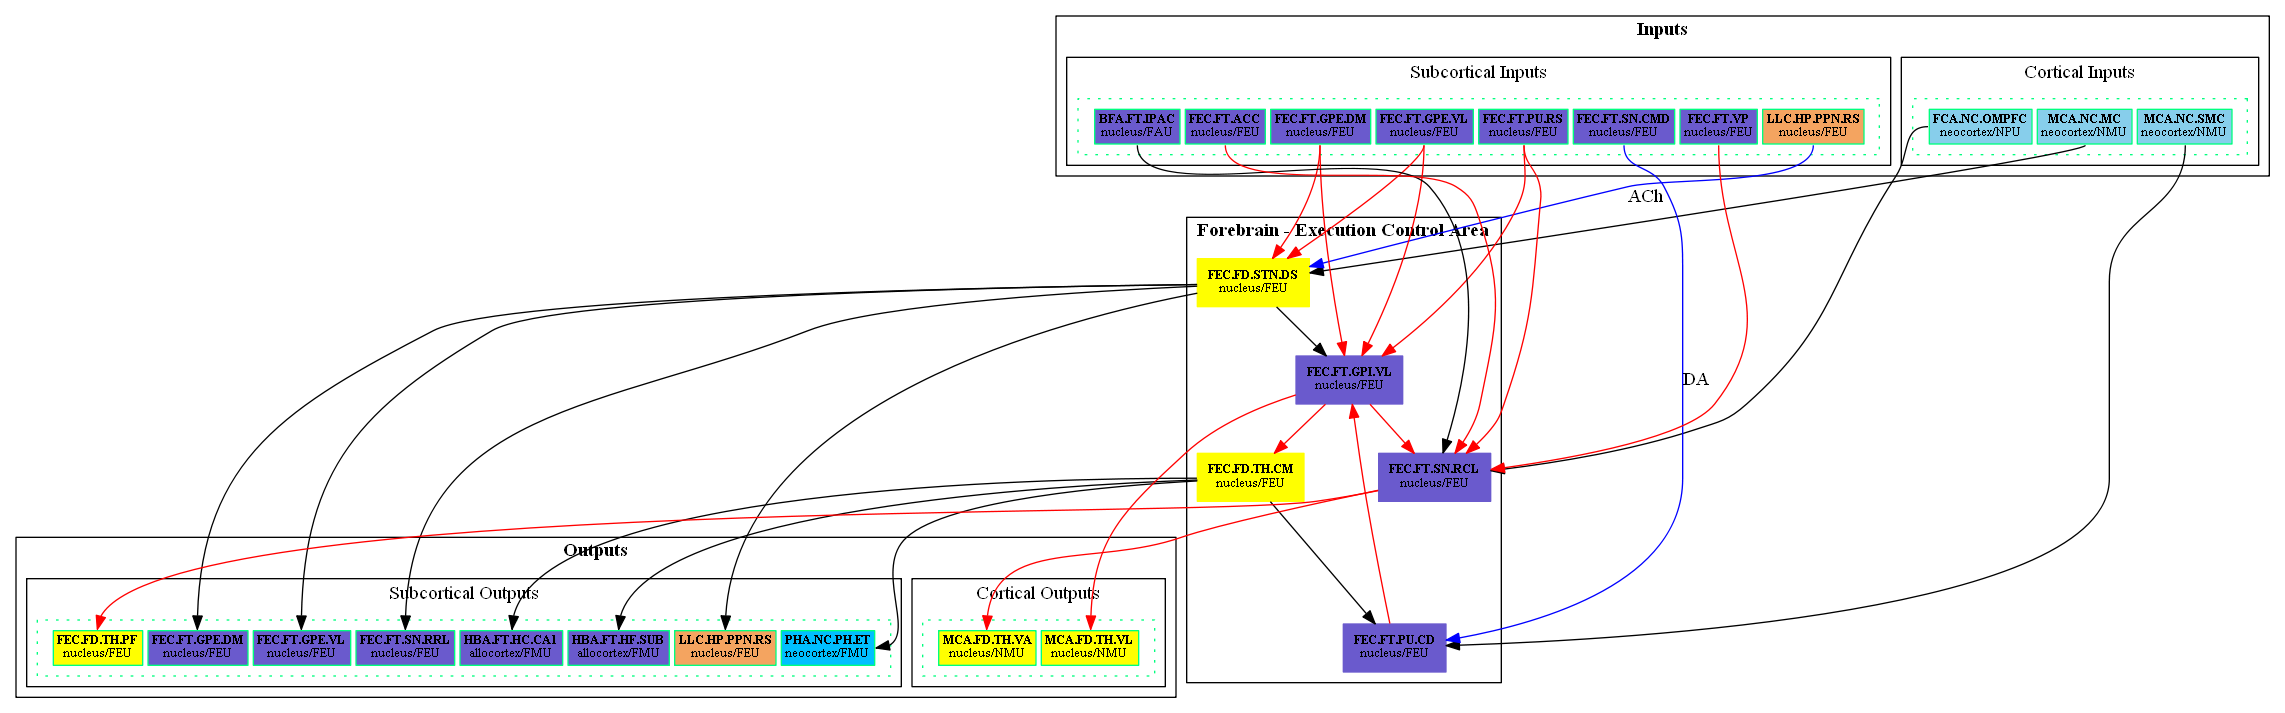 Inputs
Subcortical Inputs
Cortical Inputs
BFA.FT.IPAC
nucleus/FAU
FEC.FT.ACC
nucleus/FEU
FEC.FT.GPE.DM
nucleus/FEU
FEC.FT.GPE.VL
nucleus/FEU
FEC.FT.PU.RS
nucleus/FEU
FEC.FT.SN.CMD
nucleus/FEU
FEC.FT.VP
nucleus/FEU
LLC.HP.PPN.RS
nucleus/FEU
FCA.NC.OMPFC
neocortex/NPU
MCA.NC.MC
neocortex/NMU
MCA.NC.SMC
neocortex/NMU
ACh
Forebrain - Execution Control Area
FEC.FD.STN.DS
nucleus/FEU
FEC.FT.GPI.VL
nucleus/FEU
DA
FEC.FD.TH.CM
nucleus/FEU
FEC.FT.SN.RCL
nucleus/FEU
FEC.FT.PU.CD
nucleus/FEU
Outputs
Subcortical Outputs
Cortical Outputs
FEC.FD.TH.PF
nucleus/FEU
FEC.FT.GPE.DM
nucleus/FEU
FEC.FT.GPE.VL
nucleus/FEU
FEC.FT.SN.RRL
nucleus/FEU
HBA.FT.HC.CA1
allocortex/FMU
HBA.FT.HF.SUB
allocortex/FMU
LLC.HP.PPN.RS
nucleus/FEU
PHA.NC.PH.ET
neocortex/FMU
MCA.FD.TH.VA
nucleus/NMU
MCA.FD.TH.VL
nucleus/NMU